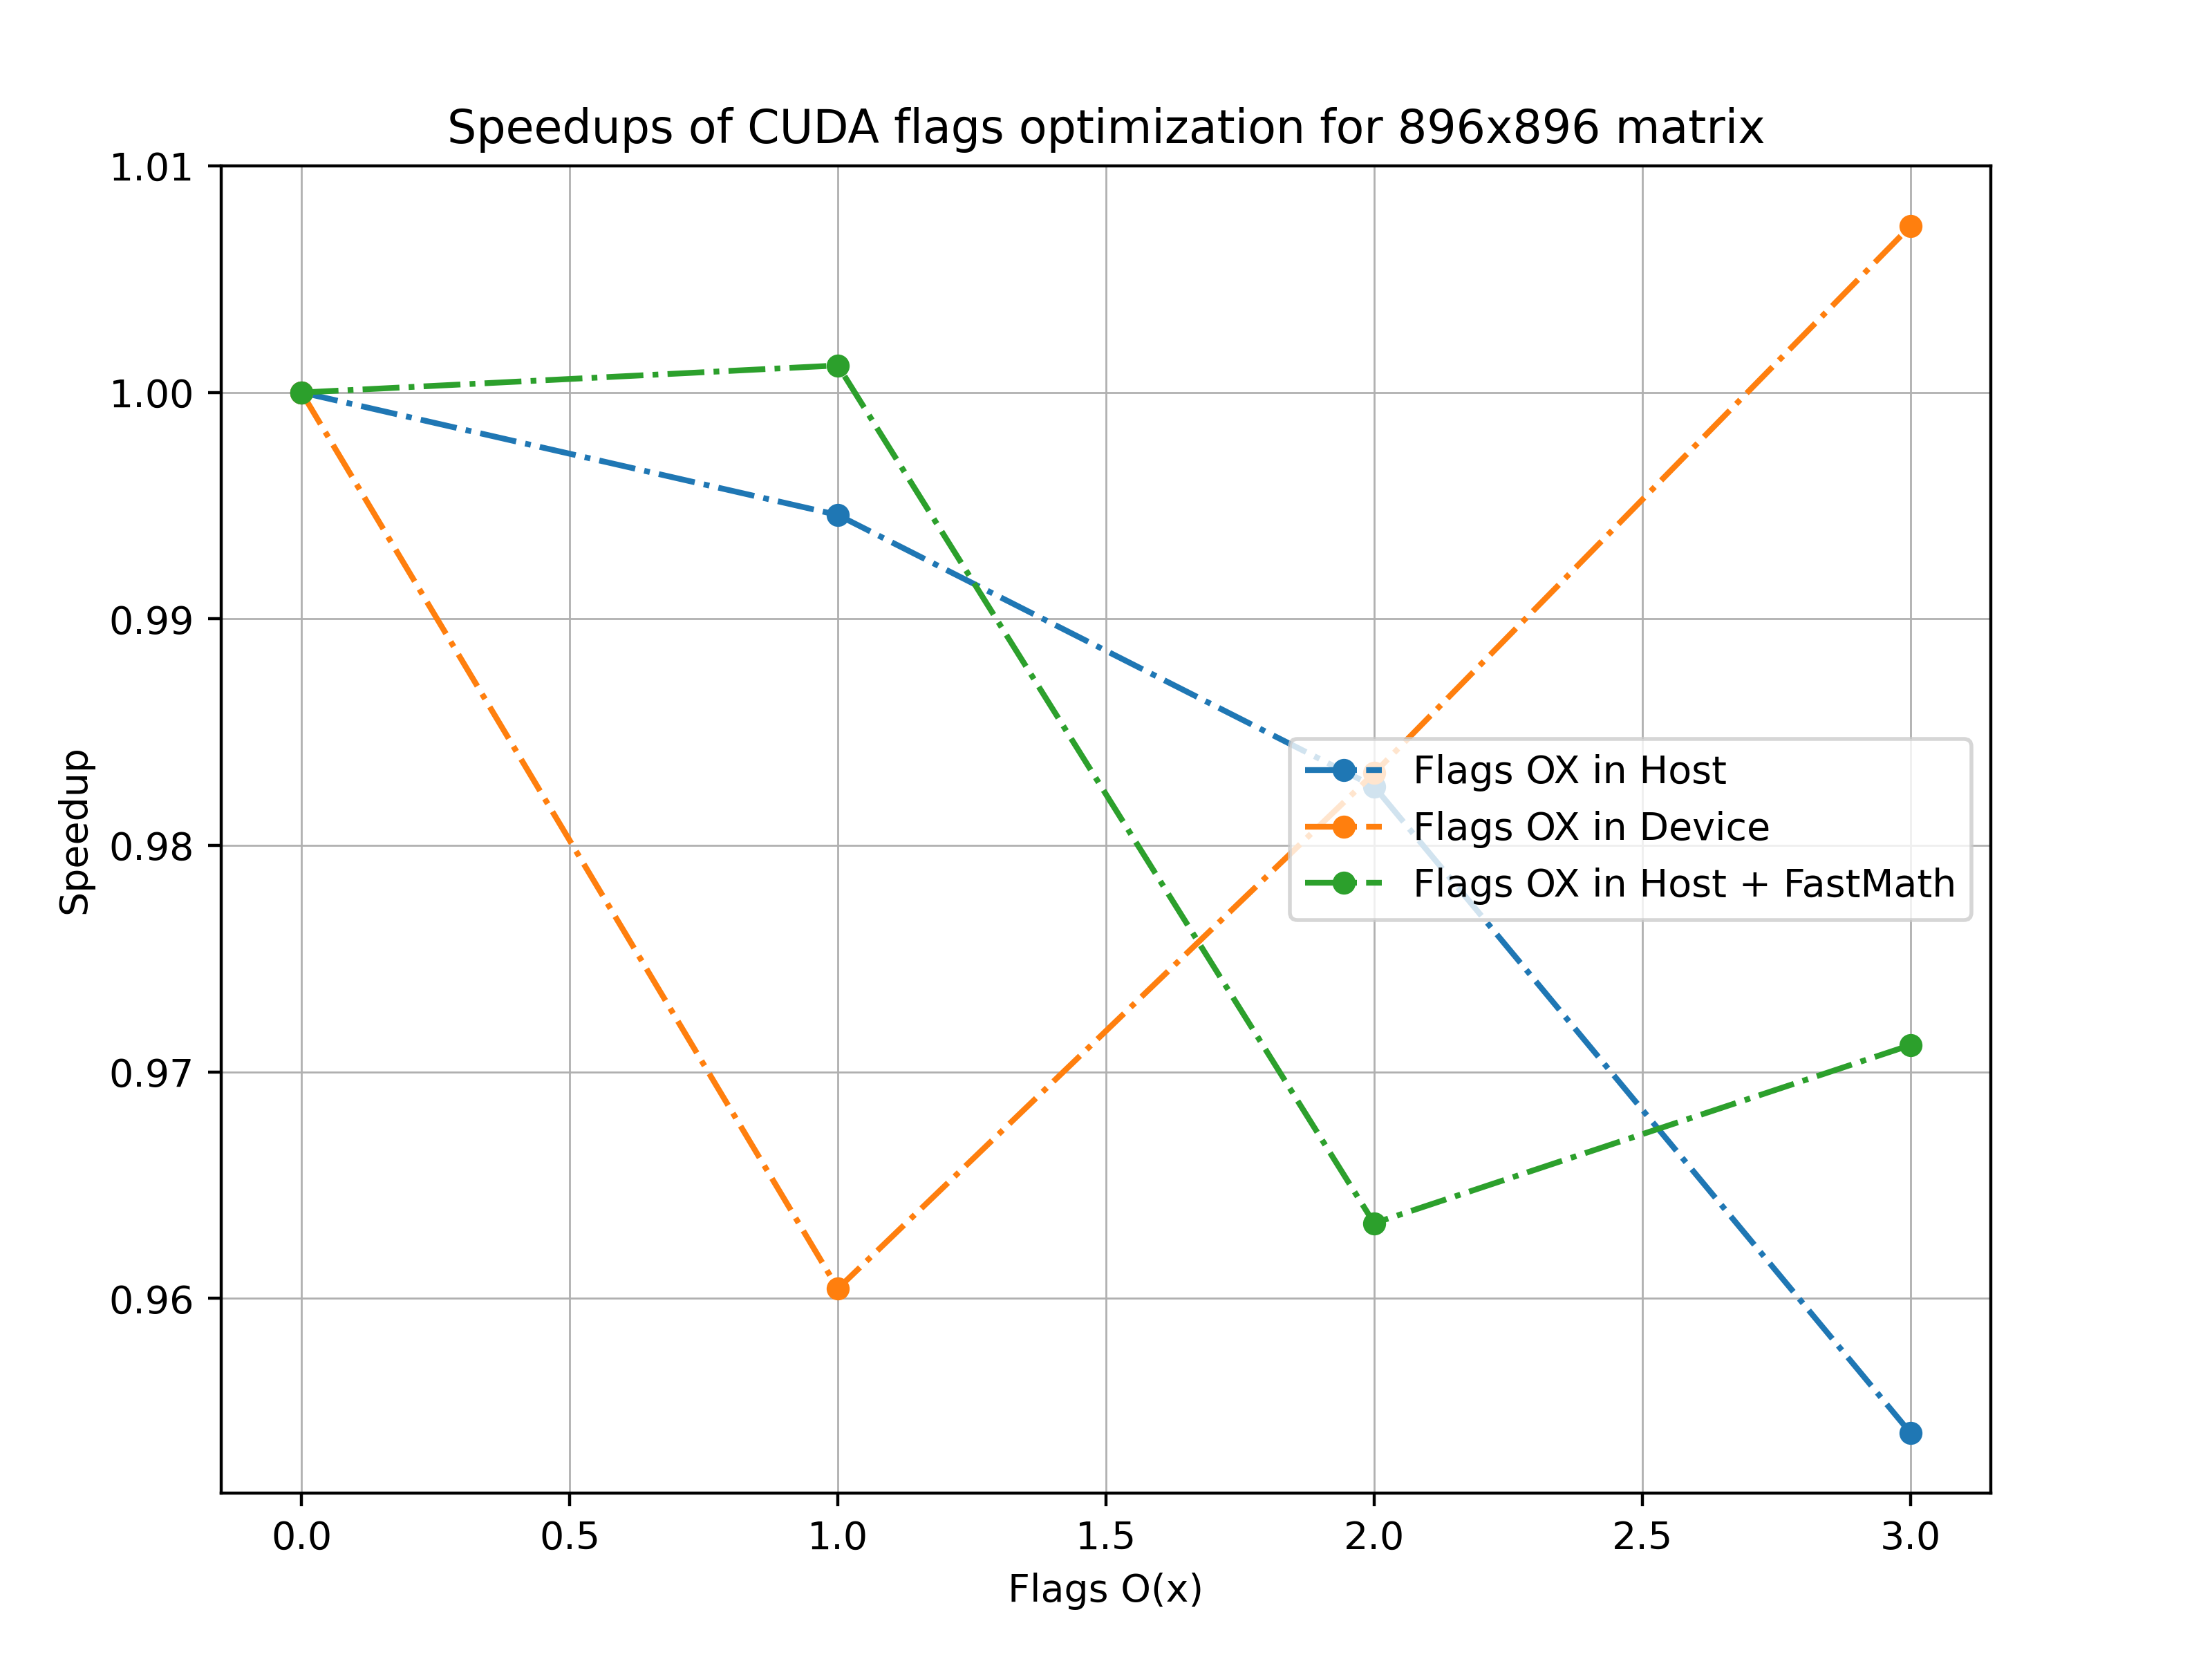 Speedups of CUDA flags optimization for 896x896 matrix
1.01
1.00
0.99
0.98
0.97
0.96
Speedup
Flags OX in Host
Flags OX in Device
Flags OX in Host + FastMath
0.0 0.5 1.0 1.5 2.0 2.5 3.0
Flags O(x)